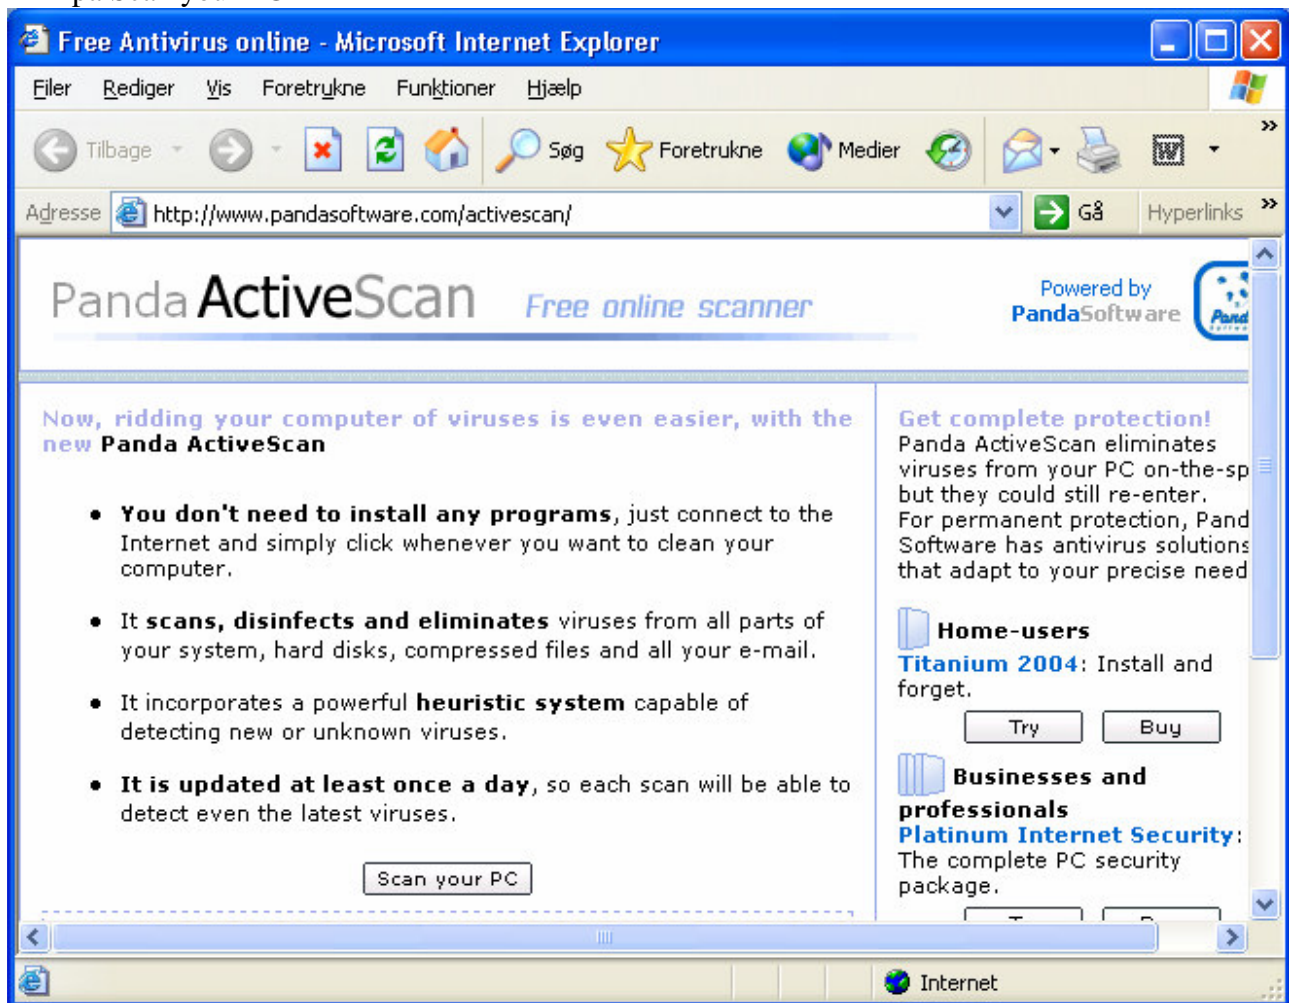 Free Antivirus online - Microsoft Internet Explorer
Filer Rediger Vis Foretrukne Funktioner Hjælp
Tilbage Søg Foretrukne Medier
Adresse http://www.pandasoftware.com/activescan/ Gå Hyperlinks
Panda ActiveScan Free online scanner
Powered by
PandaSoftware
Now, ridding your computer of viruses is even easier, with the
new Panda ActiveScan
You don't need to install any programs, just connect to the
Internet and simply click whenever you want to clean your
computer.
It scans, disinfects and eliminates viruses from all parts of
your system, hard disks, compressed files and all your e-mail.
It incorporates a powerful heuristic system capable of
detecting new or unknown viruses.
It is updated at least once a day, so each scan will be able to
detect even the latest viruses.
Scan your PC
Get complete protection!
Panda ActiveScan eliminates
viruses from your PC on-the-sp
but they could still re-enter.
For permanent protection, Pand
Software has antivirus solutions
that adapt to your precise need
Home-users
Titanium 2004: Install and
forget.
Try Buy
Businesses and
professionals
Platinum Internet Security:
The complete PC security
package.
Internet